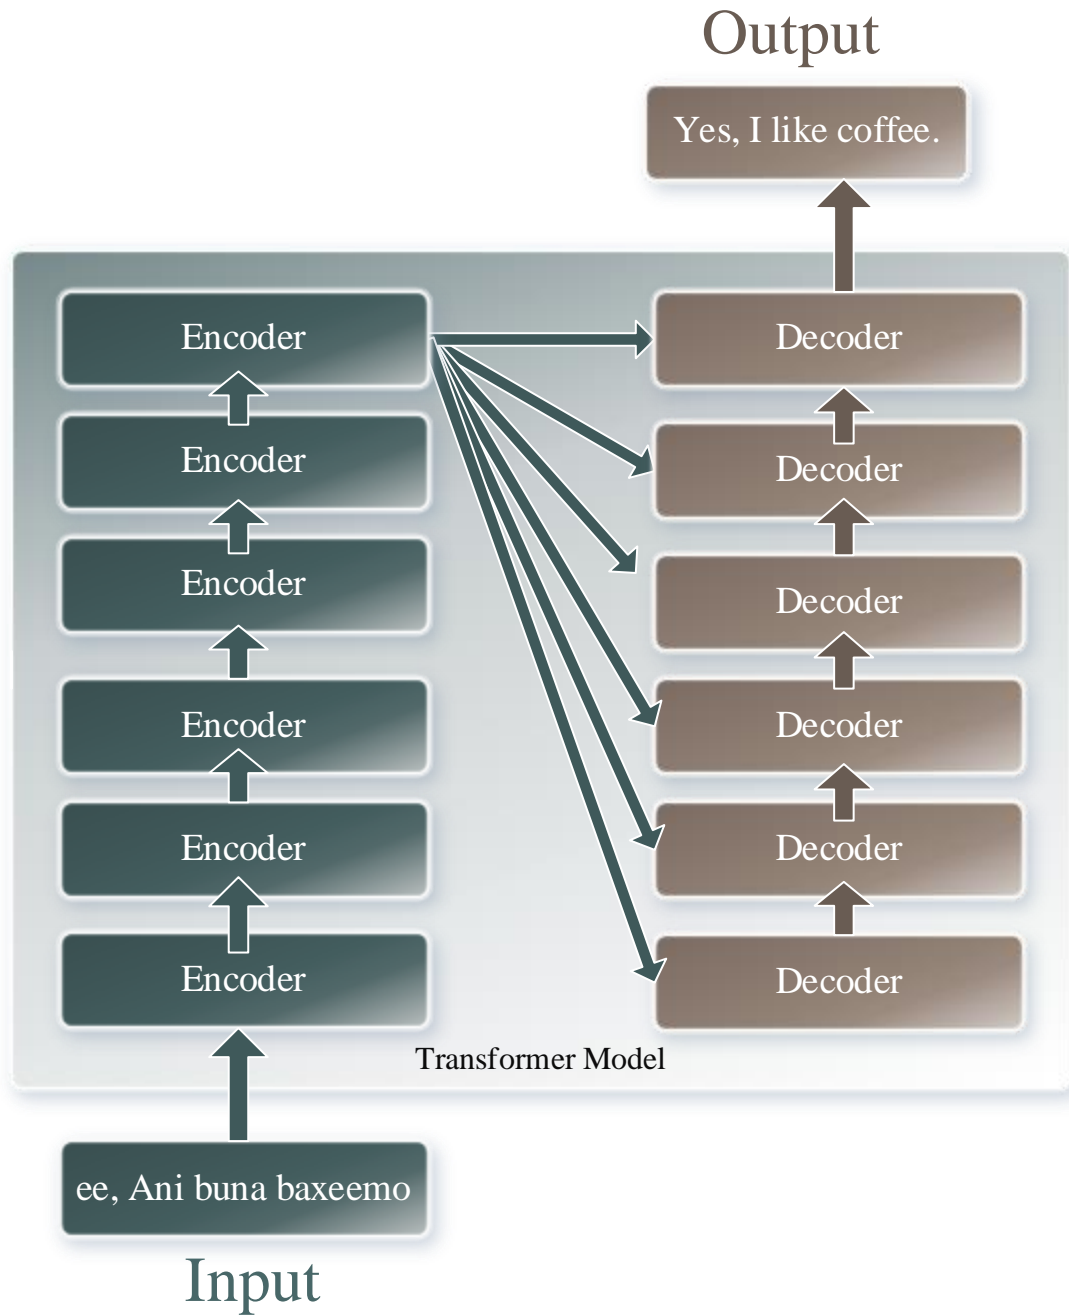 Output
Yes, I like coffee.
Encoder
Decoder
Encoder
Decoder
Encoder
Decoder
Encoder
Decoder
Encoder
Decoder
Encoder
Decoder
Transformer Model
ee, Ani buna baxeemo
Input